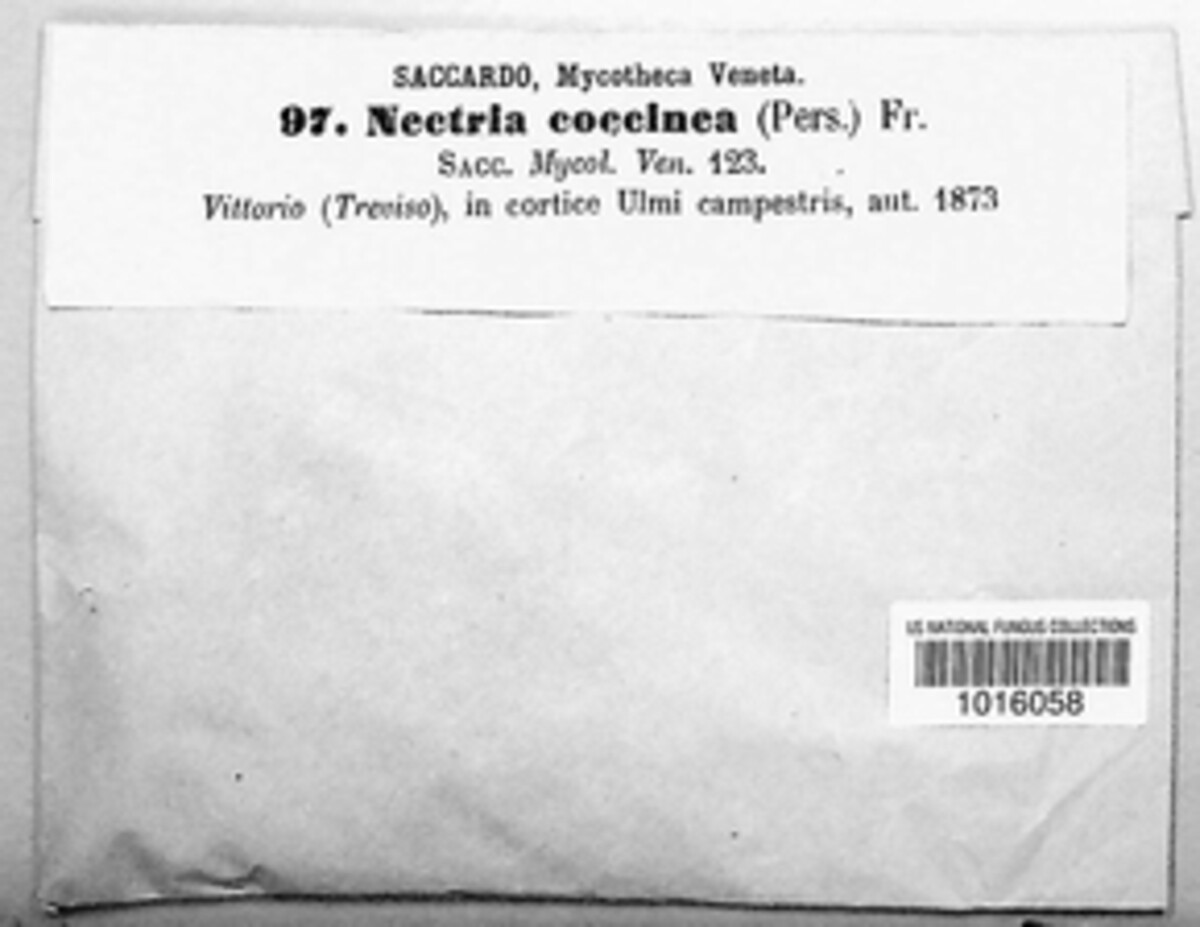 SACCARDO, Mycotheca Veneta.
97. Nectria coccinea (Pers.) Fr.
SACC. Mycol. Ven. 123.
Vittorio (Treviso), in cortice Ulmi campestris, aut. 1873
US NATIONAL FUNGUS COLLECTIONS
1016058